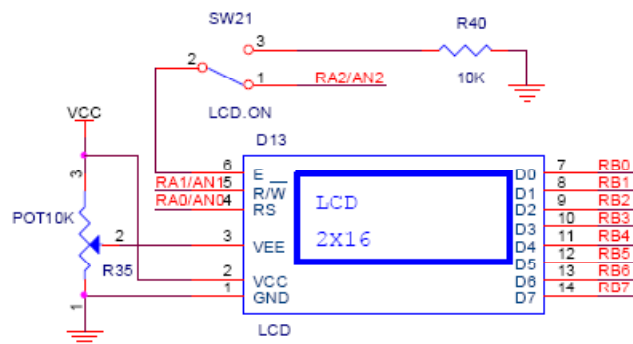 SW21
3
R40
2
1
RA2/AN2
10K
VCC
LCD.ON
D13
3
6
E
D0
7
RB0
RA1/AN1
5
R/W
D1
8
RB1
RA0/AN0
4
RS
LCD
D2
9
RB2
D3
10
RB3
POT10K
2
3
VEE
2X16
D4
11
RB4
R35
D5
12
RB5
2
VCC
D6
13
RB6
1
1
GND
D7
14
RB7
LCD